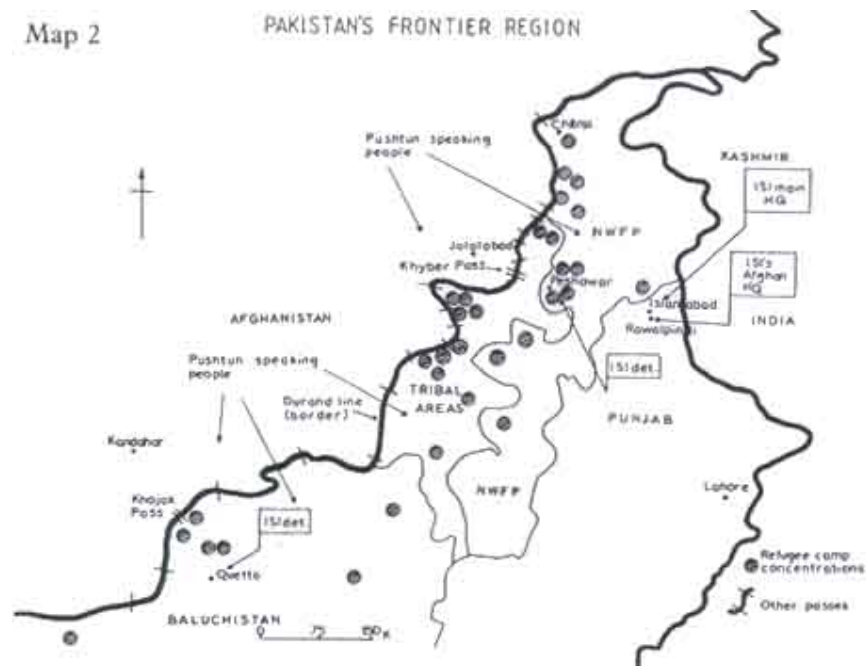 Map 2
PAKISTAN'S FRONTIER REGION
Chitral
Pushtun speaking
people
KASHMIR
ISI main
HQ
NWFP
Jalalabad
Khyber Pass
ISI's
Afghan
HQ
Peshawar
Islamabad
Rawalpindi
INDIA
AFGHANISTAN
Pushtun speaking
people
ISI det.
TRIBAL
AREAS
Durand line
(border)
PUNJAB
Kandahar
Lahore
NWFP
Khojak
Pass
ISI det.
Quetta
Refugee camp
concentrations
Other passes
BALUCHISTAN
0 75 150 K